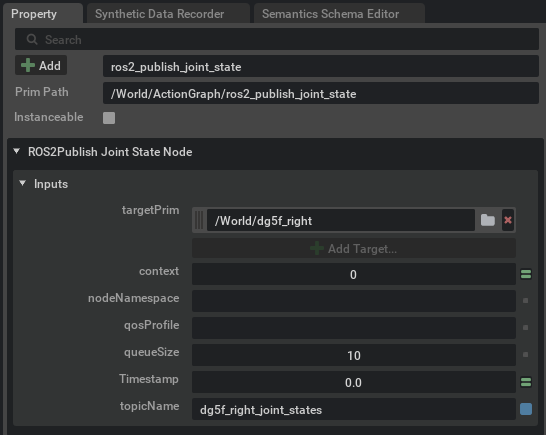 Property Synthetic Data Recorder Semantics Schema Editor
Search
Add ros2_publish_joint_state
Prim Path /World/ActionGraph/ros2_publish_joint_state
Instanceable
ROS2Publish Joint State Node
Inputs
targetPrim /World/dg5f_right
Add Target...
context 0
nodeNamespace
qosProfile
queueSize 10
Timestamp 0.0
topicName dg5f_right_joint_states